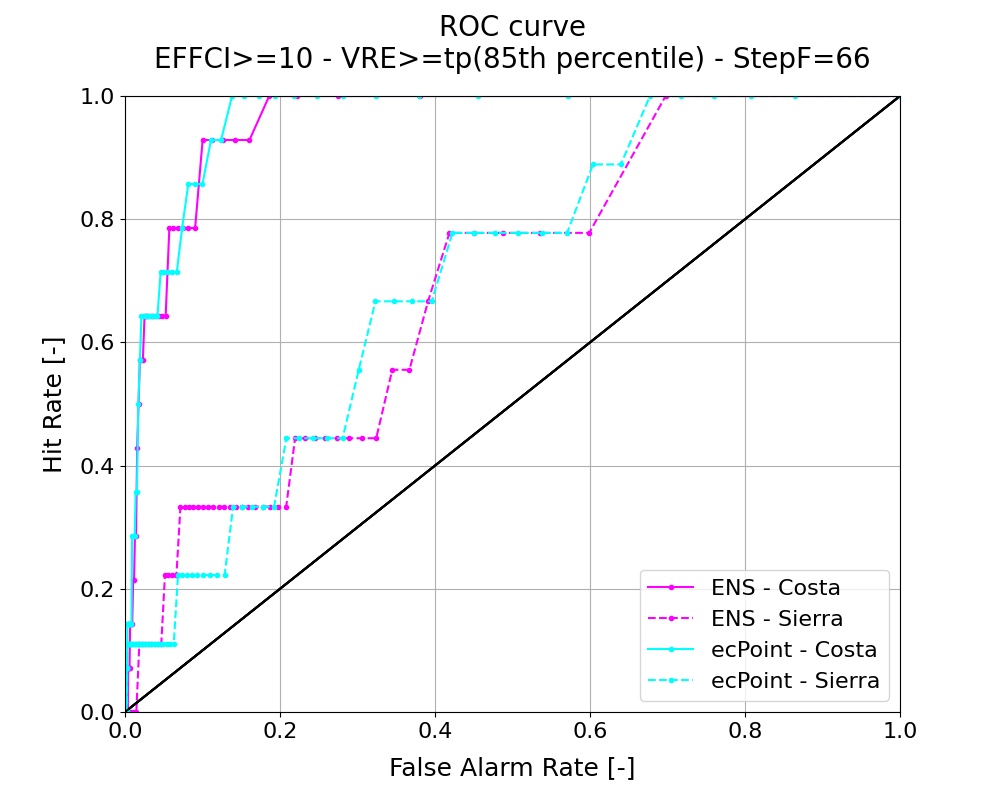 ROC curve
EFFCI>=10 - VRE>=tp(85th percentile) - StepF=66
1.0
0.8
0.6
0.4
0.2
0.0
Hit Rate [-]
0.0 0.2 0.4 0.6 0.8 1.0
False Alarm Rate [-]
ENS - Costa
ENS - Sierra
ecPoint - Costa
ecPoint - Sierra